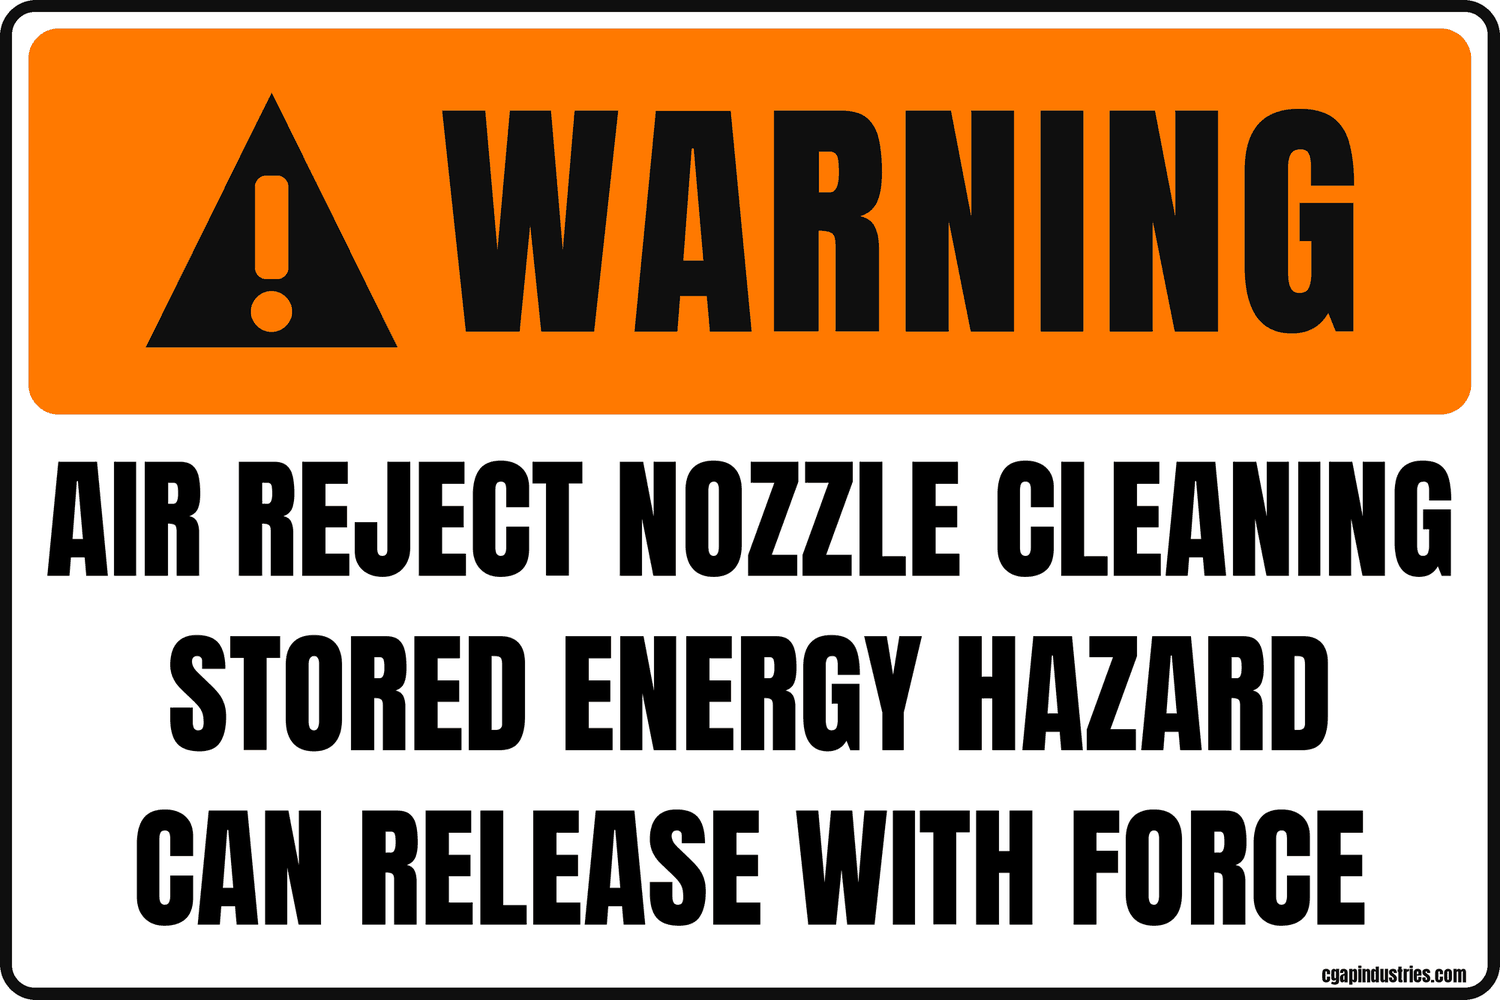 WARNING
AIR REJECT NOZZLE CLEANING
STORED ENERGY HAZARD
CAN RELEASE WITH FORCE
cgapindustries.com